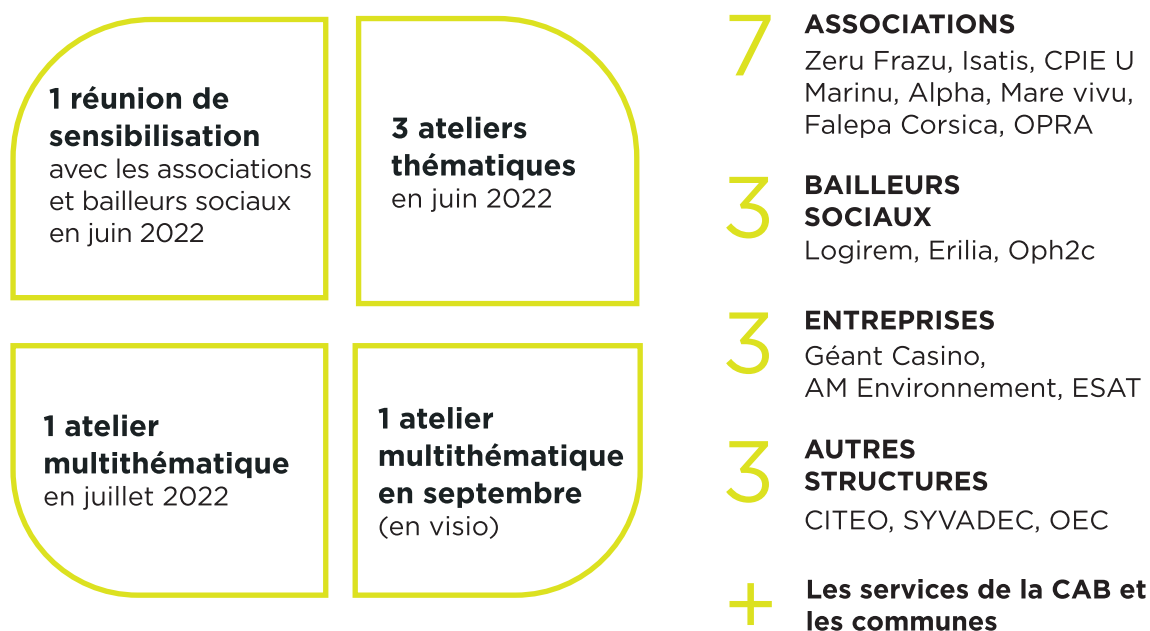 1 réunion de
sensibilisation
avec les associations
et bailleurs sociaux
en juin 2022
3 ateliers
thématiques
en juin 2022
1 atelier
multithématique
en juillet 2022
1 atelier
multithématique
en septembre
(en visio)
7
ASSOCIATIONS
Zeru Frazu, Isatis, CPIE U
Marinu, Alpha, Mare vivu,
Falepa Corsica, OPRA
3
BAILLEURS
SOCIAUX
Logirem, Erilia, Oph2c
3
ENTREPRISES
Géant Casino,
AM Environnement, ESAT
3
AUTRES
STRUCTURES
CITEO, SYVADEC, OEC
+
Les services de la CAB et
les communes